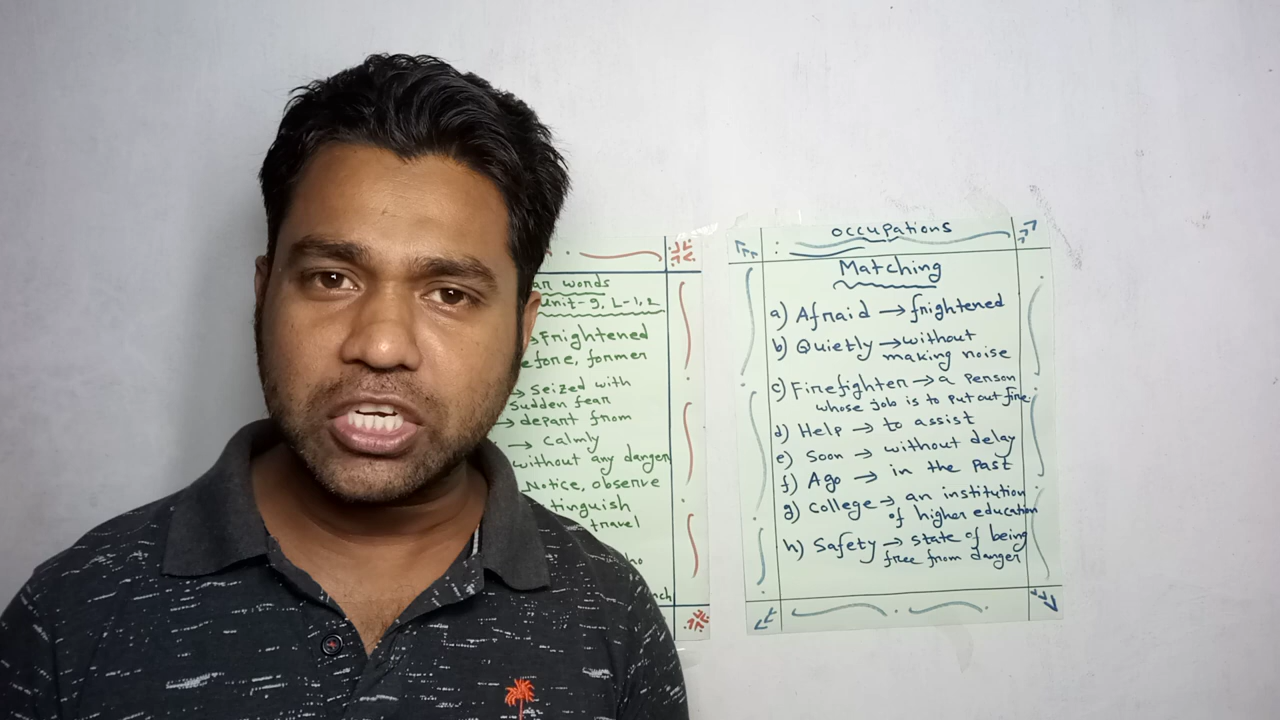 words
unit-9, L-1,2
→ Frightened
efore, former
→ Seized with
Sudden fear
→ depart from
→ Calmly
without any danger
Notice, observe
tinguish
travel
occupations
Matching
a) Afraid → frightened
b) Quietly → without
making noise
c) Firefighter → a person
whose job is to put out fire.
d) Help → to assist
e) Soon → without delay
f) Ago → in the past
g) College → an institution
of higher education
h) Safety → state of being
free from danger